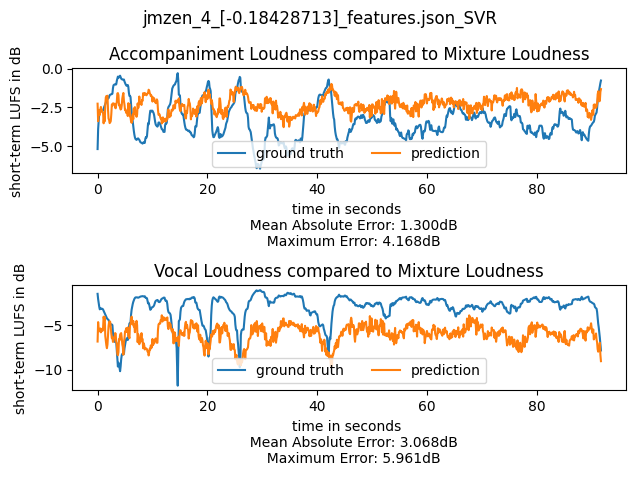 jmzen_4_[-0.18428713]_features.json_SVR
Accompaniment Loudness compared to Mixture Loudness
short-term LUFS in dB
0.0
−2.5
−5.0
ground truth
prediction
0
20
40
60
80
time in seconds
Mean Absolute Error: 1.300dB
Maximum Error: 4.168dB
Vocal Loudness compared to Mixture Loudness
short-term LUFS in dB
−5
−10
ground truth
prediction
0
20
40
60
80
time in seconds
Mean Absolute Error: 3.068dB
Maximum Error: 5.961dB